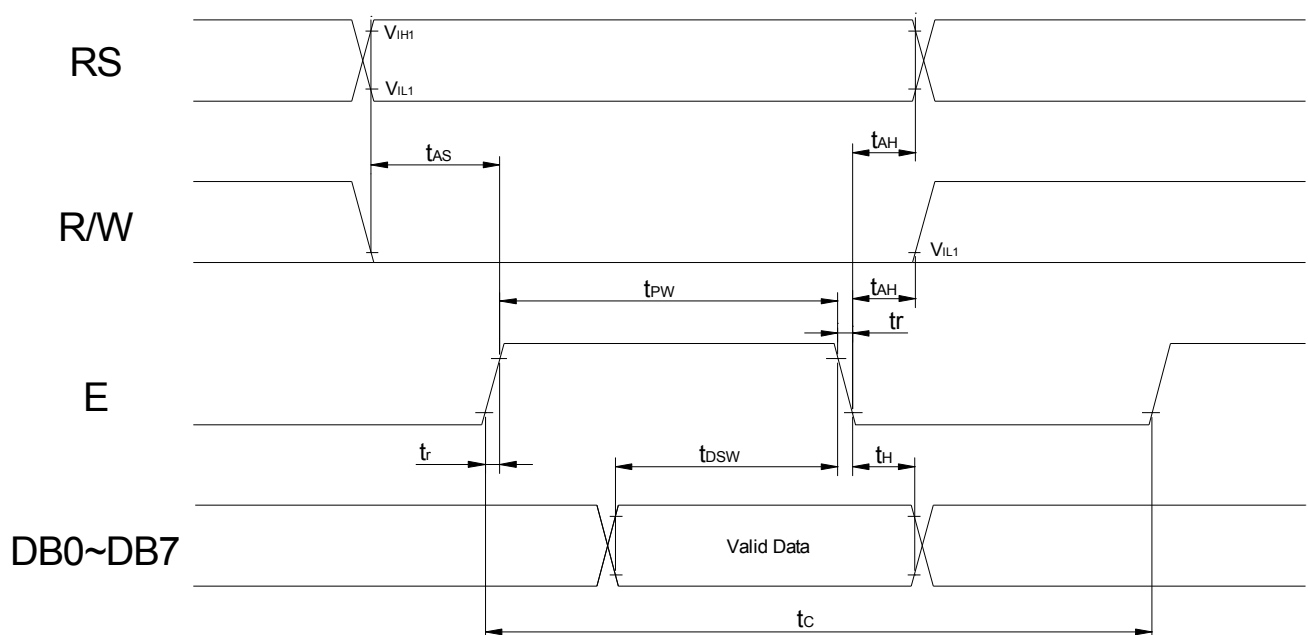 RS
VIH1
VIL1
tAS
tAH
R/W
VIL1
tPW
tAH
tr
E
tr
tDSW
tH
DB0~DB7
Valid Data
tC